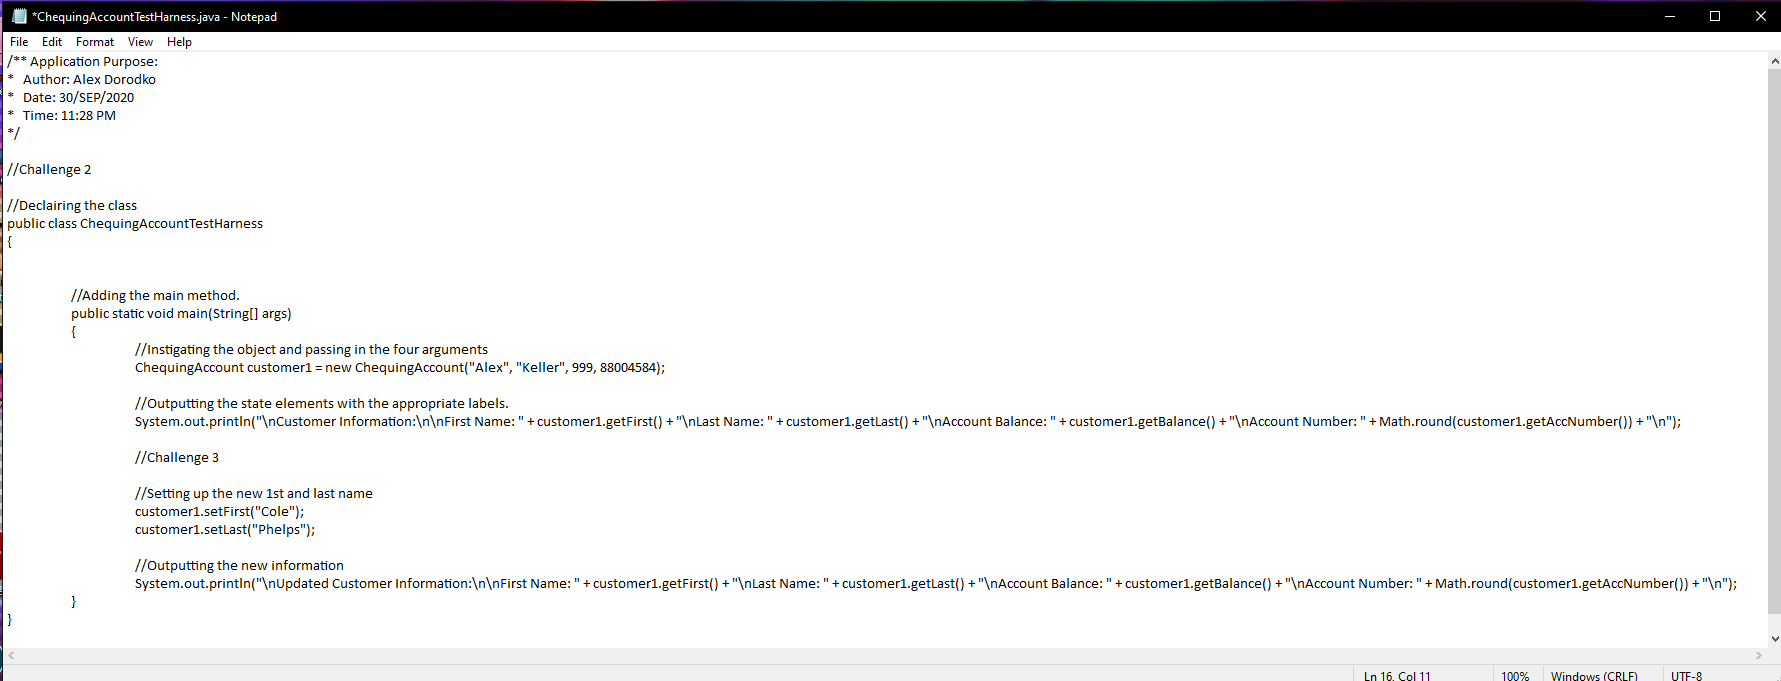 *ChequingAccountTestHarness.java - Notepad
File Edit Format View Help
/** Application Purpose:
* Author: Alex Dorodko
* Date: 30/SEP/2020
* Time: 11:28 PM
*/
//Challenge 2
//Declairing the class
public class ChequingAccountTestHarness
{
//Adding the main method.
public static void main(String[] args)
{
//Instigating the object and passing in the four arguments
ChequingAccount customer1 = new ChequingAccount("Alex", "Keller", 999, 88004584);
//Outputting the state elements with the appropriate labels.
System.out.println("\nCustomer Information:\n\nFirst Name: " + customer1.getFirst() + "\nLast Name: " + customer1.getLast() + "\nAccount Balance: " + customer1.getBalance() + "\nAccount Number: " + Math.round(customer1.getAccNumber()) + "\n");
//Challenge 3
//Setting up the new 1st and last name
customer1.setFirst("Cole");
customer1.setLast("Phelps");
//Outputting the new information
System.out.println("\nUpdated Customer Information:\n\nFirst Name: " + customer1.getFirst() + "\nLast Name: " + customer1.getLast() + "\nAccount Balance: " + customer1.getBalance() + "\nAccount Number: " + Math.round(customer1.getAccNumber()) + "\n");
}
}
Ln 16, Col 11 100% Windows (CRLF) UTF-8